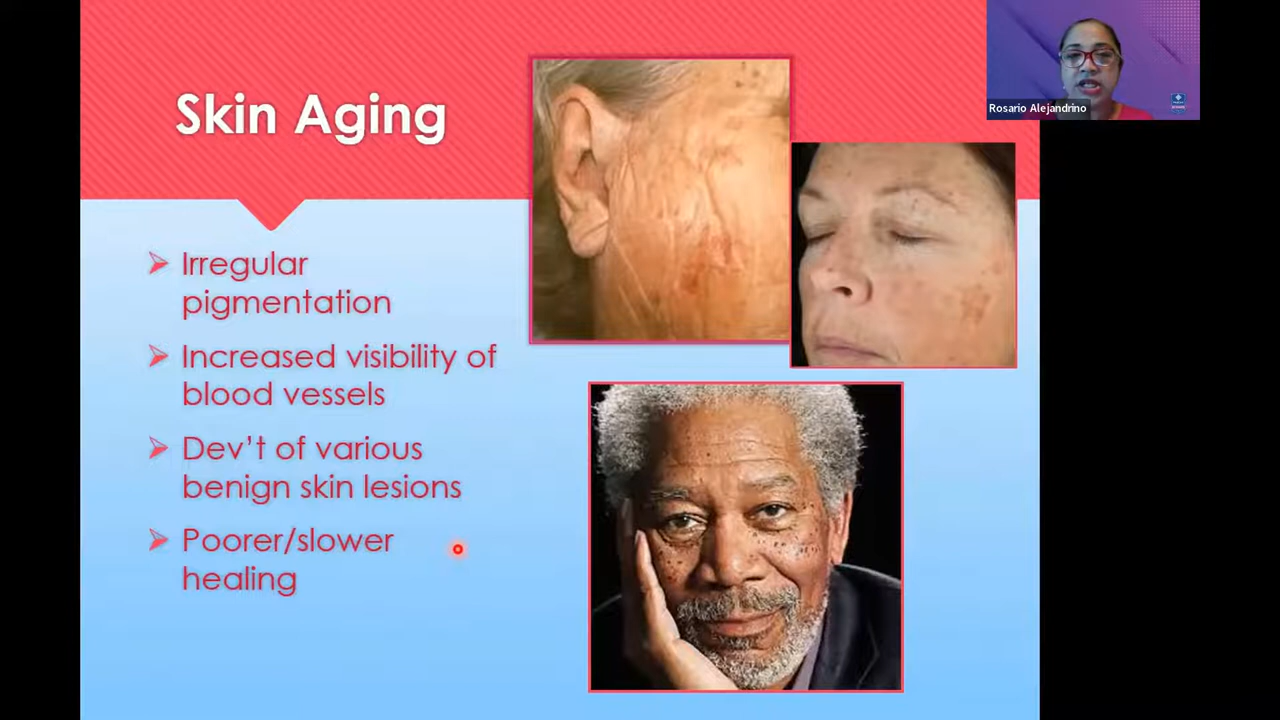 Skin Aging
Rosario Alejandrino
Irregular
pigmentation
Increased visibility of
blood vessels
Dev't of various
benign skin lesions
Poorer/slower
healing